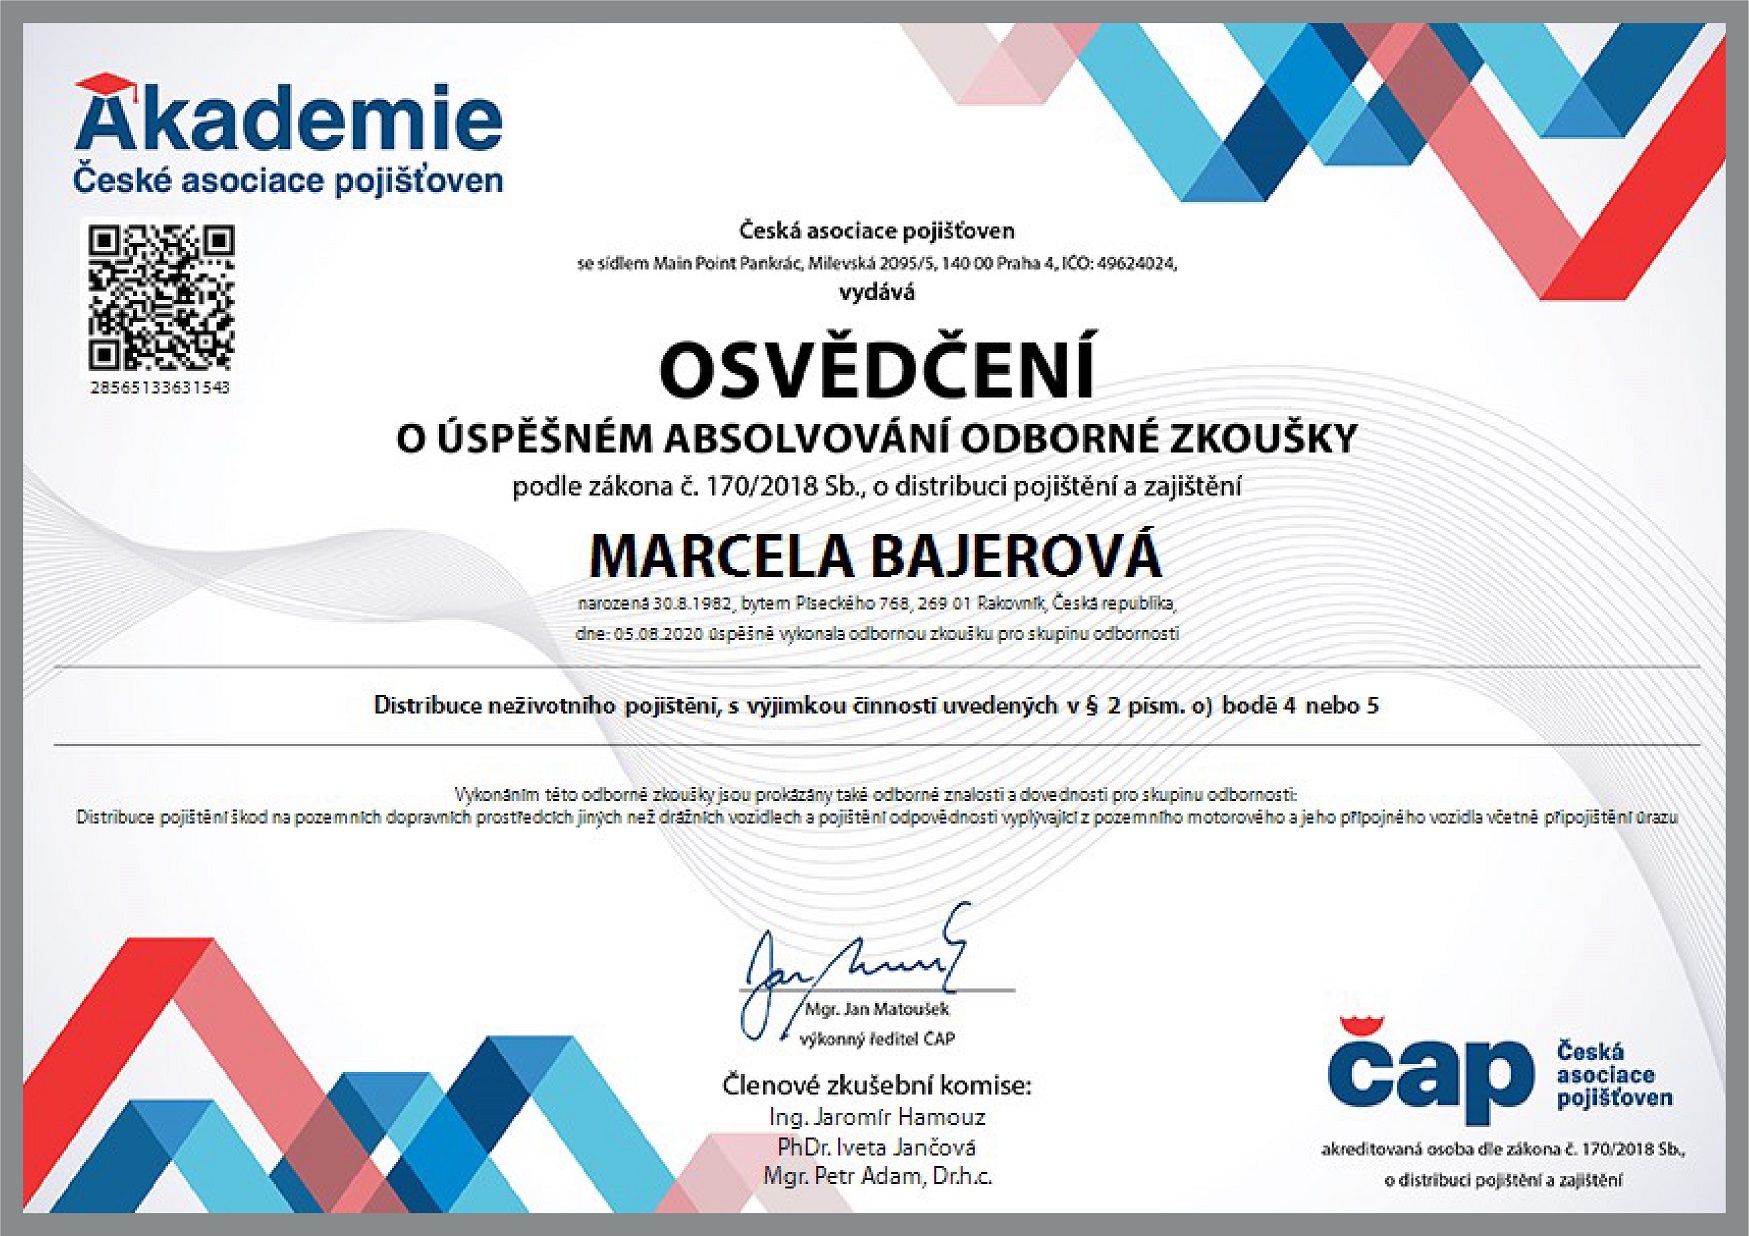 Akademie
České asociace pojišťoven
28565133631543
Česká asociace pojišťoven
se sídlem Main Point Pankrác, Milevská 2095/5, 140 00 Praha 4, IČO: 49624024,
vydává
OSVĚDČENÍ
O ÚSPĚŠNÉM ABSOLVOVÁNÍ ODBORNÉ ZKOUŠKY
podle zákona č. 170/2018 Sb., o distribuci pojištění a zajištění
MARCELA BAJEROVÁ
narozená 30.8.1982, bytem Píseckého 768, 269 01 Rakovník, Česká republika,
dne: 05.08.2020 úspěšně vykonala odbornou zkoušku pro skupinu odbornosti
Distribuce neživotního pojištění, s výjimkou činností uvedených v § 2 písm. o) bodě 4 nebo 5
Vykonáním této odborné zkoušky jsou prokázány také odborné znalosti a dovednosti pro skupinu odbornosti:
Distribuce pojištění škod na pozemních dopravních prostředcích jiných než drážních vozidlech a pojištění odpovědnosti vyplývající z pozemního motorového a jeho přípojného vozidla včetně připojištění úrazu
Mgr. Jan Matoušek
výkonný ředitel ČAP
Členové zkušební komise:
Ing. Jaromír Hamouz
PhDr. Iveta Jančová
Mgr. Petr Adam, Dr.h.c.
čap
Česká
asociace
pojišťoven
akreditovaná osoba dle zákona č. 170/2018 Sb.,
o distribuci pojištění a zajištění